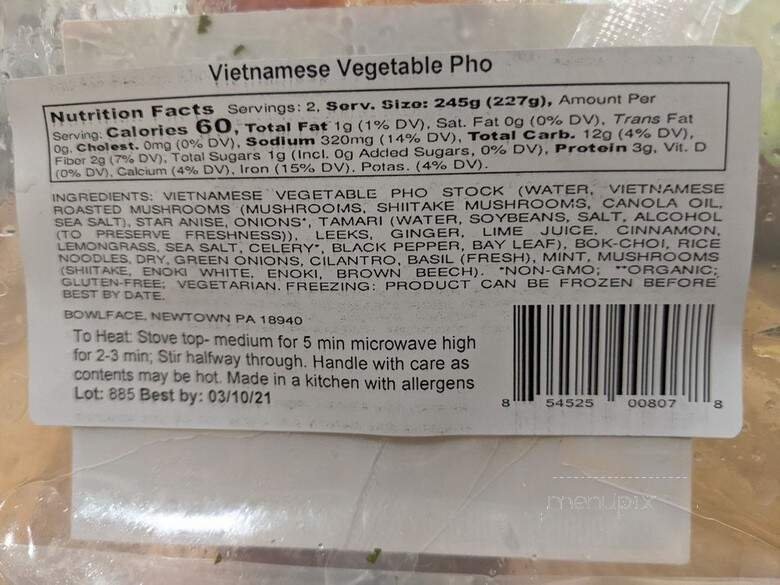 Vietnamese Vegetable Pho
Nutrition Facts Servings: 2, Serv. Size: 245g (227g), Amount Per
Serving: Calories 60, Total Fat 1g (1% DV), Sat. Fat 0g (0% DV), Trans Fat
0g, Cholest. 0mg (0% DV), Sodium 320mg (14% DV), Total Carb. 12g (4% DV),
Fiber 2g (7% DV), Total Sugars 1g (Incl. 0g Added Sugars, 0% DV), Protein 3g, Vit. D
(0% DV), Calcium (4% DV), Iron (15% DV), Potas. (4% DV).
INGREDIENTS: VIETNAMESE VEGETABLE PHO STOCK (WATER, VIETNAMESE
ROASTED MUSHROOMS (MUSHROOMS, SHIITAKE MUSHROOMS, CANOLA OIL,
SEA SALT), STAR ANISE, ONIONS*, TAMARI (WATER, SOYBEANS, SALT, ALCOHOL
(TO PRESERVE FRESHNESS)), LEEKS, GINGER, LIME JUICE, CINNAMON,
LEMONGRASS, SEA SALT, CELERY*, BLACK PEPPER, BAY LEAF), BOK-CHOI, RICE
NOODLES, DRY, GREEN ONIONS, CILANTRO, BASIL (FRESH), MINT, MUSHROOMS
(SHIITAKE, ENOKI WHITE, ENOKI, BROWN BEECH). *NON-GMO; **ORGANIC;
GLUTEN-FREE; VEGETARIAN. FREEZING: PRODUCT CAN BE FROZEN BEFORE
BEST BY DATE.
BOWLFACE, NEWTOWN PA 18940
To Heat: Stove top- medium for 5 min microwave high
for 2-3 min; Stir halfway through. Handle with care as
contents may be hot. Made in a kitchen with allergens
Lot: 885 Best by: 03/10/21
8 54525 00807 8
menupix